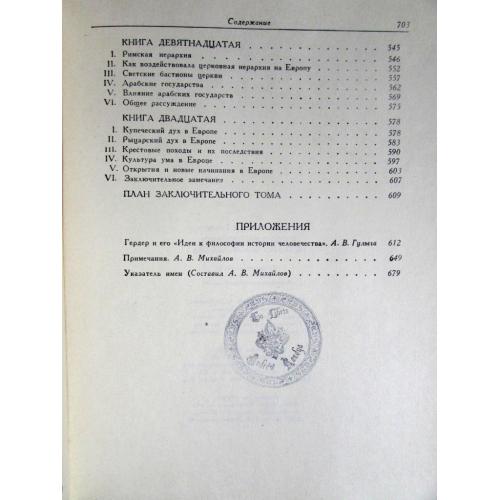 Содержание 703
КНИГА ДЕВЯТНАДЦАТАЯ 545
I. Римская иерархия 546
II. Как воздействовала церковная иерархия на Европу 552
III. Светские бастионы церкви 557
IV. Арабские государства 562
V. Влияние арабских государств 569
VI. Общее рассуждение 575
КНИГА ДВАДЦАТАЯ 578
I. Купеческий дух в Европе 578
II. Рыцарский дух в Европе 583
III. Крестовые походы и их последствия 590
IV. Культура ума в Европе 597
V. Открытия и новые начинания в Европе 603
VI. Заключительное замечание 607
ПЛАН ЗАКЛЮЧИТЕЛЬНОГО ТОМА 609
ПРИЛОЖЕНИЯ
Гердер и его «Идеи к философии истории человечества». А. В. Гулыга 612
Примечания. А. В. Михайлов 649
Указатель имен (Составил А. В. Михайлов) 679
Ex Libris